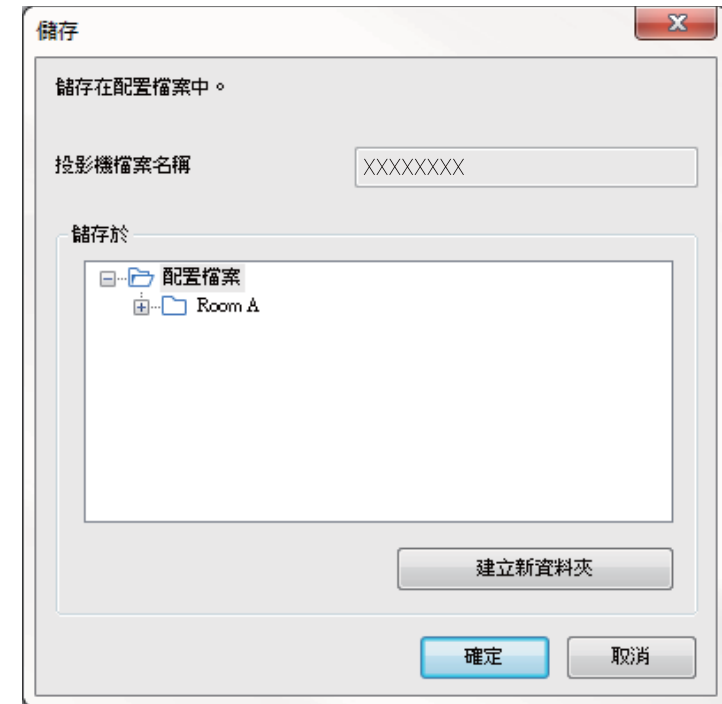 儲存
儲存在配置檔案中。
投影機檔案名稱
XXXXXXXX
儲存於
配置檔案
Room A
建立新資料夾
確定
取消